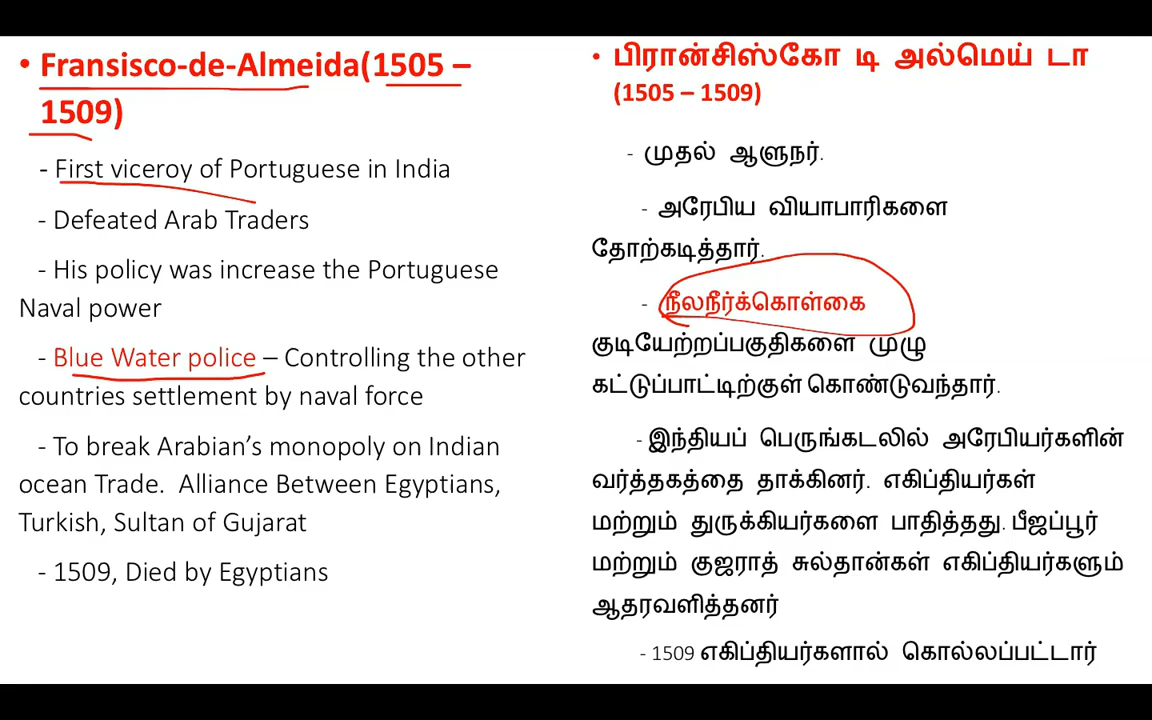 • Fransisco-de-Almeida(1505 –
1509)
- First viceroy of Portuguese in India
- Defeated Arab Traders
- His policy was increase the Portuguese
Naval power
- Blue Water police – Controlling the other
countries settlement by naval force
- To break Arabian’s monopoly on Indian
ocean Trade. Alliance Between Egyptians,
Turkish, Sultan of Gujarat
- 1509, Died by Egyptians
• பிரான்சிஸ்கோ டி அல்மெய் டா
(1505 – 1509)
- முதல் ஆளுநர்.
- அரேபிய வியாபாரிகளை
தோற்கடித்தார்.
- நீலநீர்க்கொள்கை
குடியேற்றப்பகுதிகளை முழு
கட்டுப்பாட்டிற்குள் கொண்டுவந்தார்.
- இந்தியப் பெருங்கடலில் அரேபியர்களின்
வர்த்தகத்தை தாக்கினர். எகிப்தியர்கள்
மற்றும் துருக்கியர்களை பாதித்தது. பீஜப்பூர்
மற்றும் குஜராத் சுல்தான்கள் எகிப்தியர்களும்
ஆதரவளித்தனர்
- 1509 எகிப்தியர்களால் கொல்லப்பட்டார்